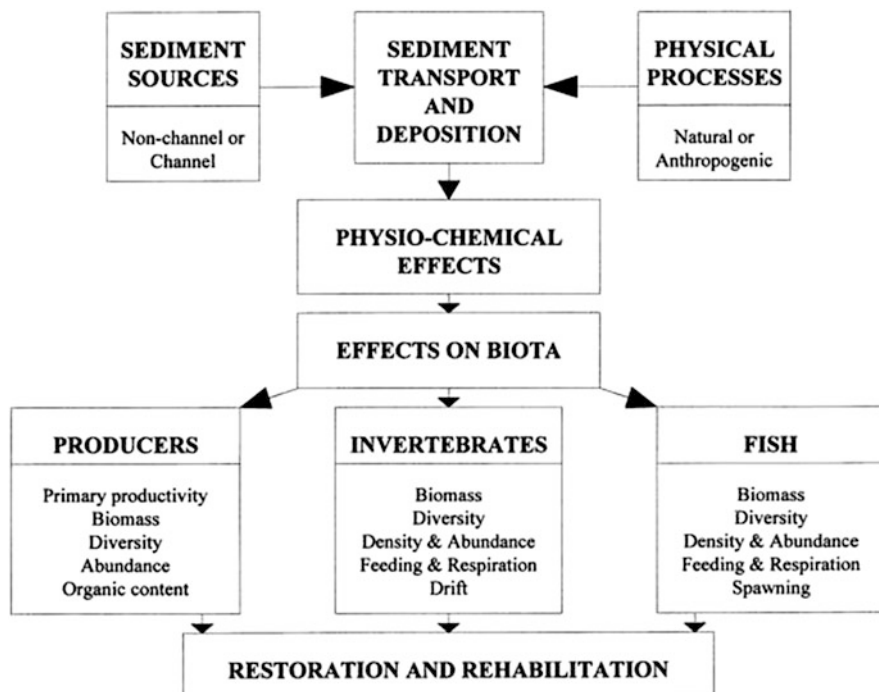 SEDIMENT
SOURCES
Non-channel or
Channel
SEDIMENT
TRANSPORT
AND
DEPOSITION
PHYSICAL
PROCESSES
Natural or
Anthropogenic
PHYSIO-CHEMICAL
EFFECTS
EFFECTS ON BIOTA
PRODUCERS
Primary productivity
Biomass
Diversity
Abundance
Organic content
INVERTEBRATES
Biomass
Diversity
Density & Abundance
Feeding & Respiration
Drift
FISH
Biomass
Diversity
Density & Abundance
Feeding & Respiration
Spawning
RESTORATION AND REHABILITATION